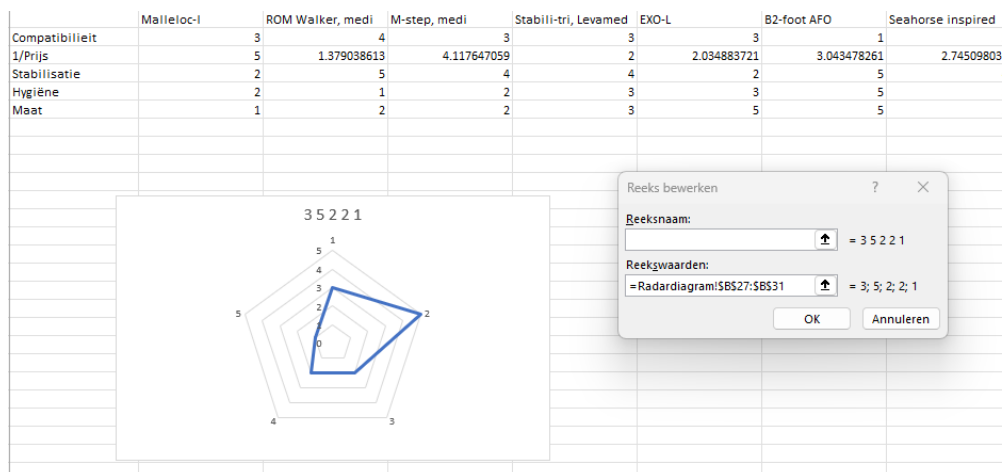 Malleloc-l ROM Walker, medi M-step, medi Stabili-tri, Levamed EXO-L B2-foot AFO Seahorse inspired
Compatibilieit 3 4 3 3 3 1
1/Prijs 5 1.379038613 4.117647059 2 2.034883721 3.043478261 2.74509803
Stabilisatie 2 5 4 4 2 5
Hygiëne 2 1 2 3 3 5
Maat 1 2 2 3 5 5
3 5 2 2 1
1
5
4
3
2
1
0
2
3
4
5
Reeks bewerken ? ×
Reeksnaam:
= 3 5 2 2 1
Reekswaarden:
=Radardiagram!$B$27:$B$31 = 3; 5; 2; 2; 1
OK Annuleren